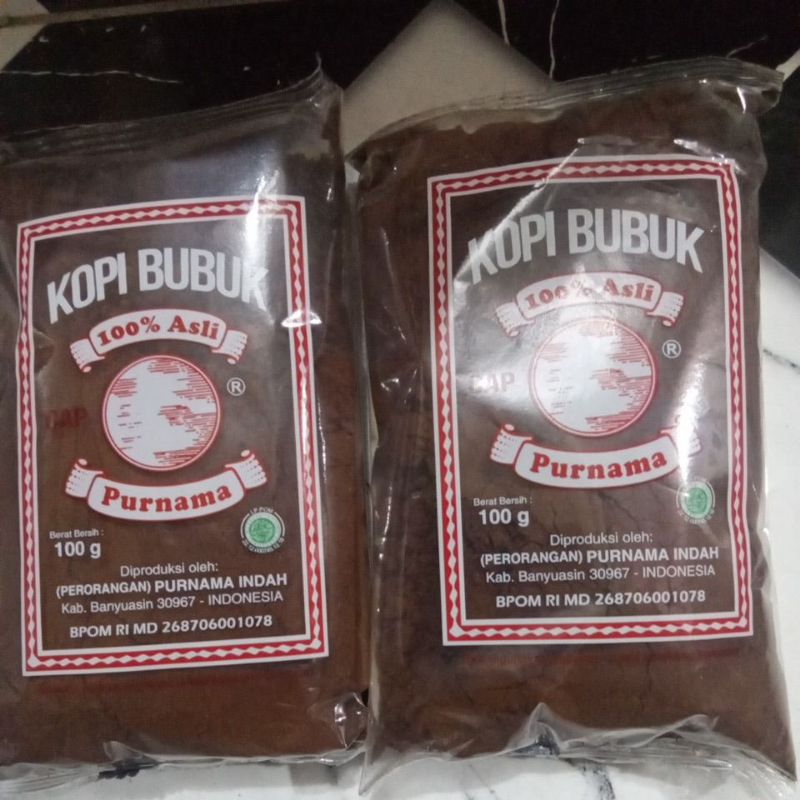 KOPI BUBUK
100% Asli
CAP
®
Purnama
Berat Bersih :
100 g
Diproduksi oleh:
(PERORANGAN) PURNAMA INDAH
Kab. Banyuasin 30967 - INDONESIA
BPOM RI MD 268706001078
KOPI BUBUK
100% Asli
CAP
®
Purnama
Berat Bersih :
100 g
Diproduksi oleh:
(PERORANGAN) PURNAMA INDAH
Kab. Banyuasin 30967 - INDONESIA
BPOM RI MD 268706001078